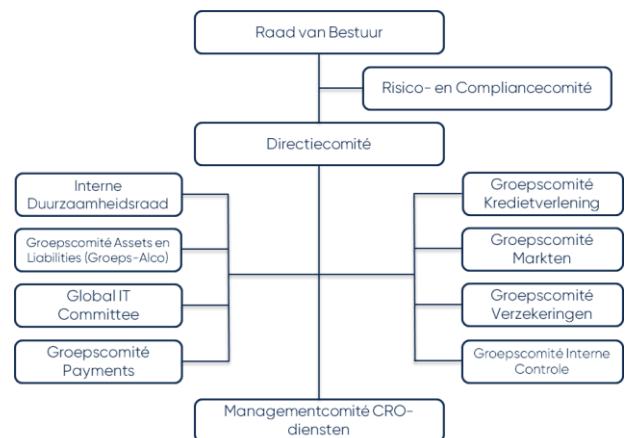 Raad van Bestuur
Risico- en Compliancecomité
Directiecomité
Interne
Duurzaamheidsraad
Groepscomité Assets en
Liabilities (Groeps-Alco)
Global IT
Committee
Groepscomité
Payments
Groepscomité
Kredietverlening
Groepscomité
Markten
Groepscomité
Verzekeringen
Groepscomité Interne
Controle
Managementcomité CRO-
diensten